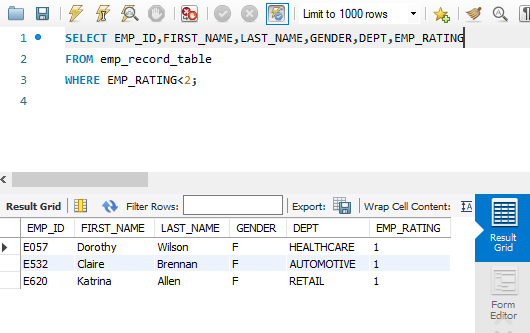 Limit to 1000 rows
1 SELECT EMP_ID,FIRST_NAME,LAST_NAME,GENDER,DEPT,EMP_RATING
2 FROM emp_record_table
3 WHERE EMP_RATING<2;
4
Result Grid Filter Rows: Export: Wrap Cell Content: IA
EMP_ID FIRST_NAME LAST_NAME GENDER DEPT EMP_RATING
E057 Dorothy Wilson F HEALTHCARE 1
E532 Claire Brennan F AUTOMOTIVE 1
E620 Katrina Allen F RETAIL 1
Result
Grid
Form
Editor